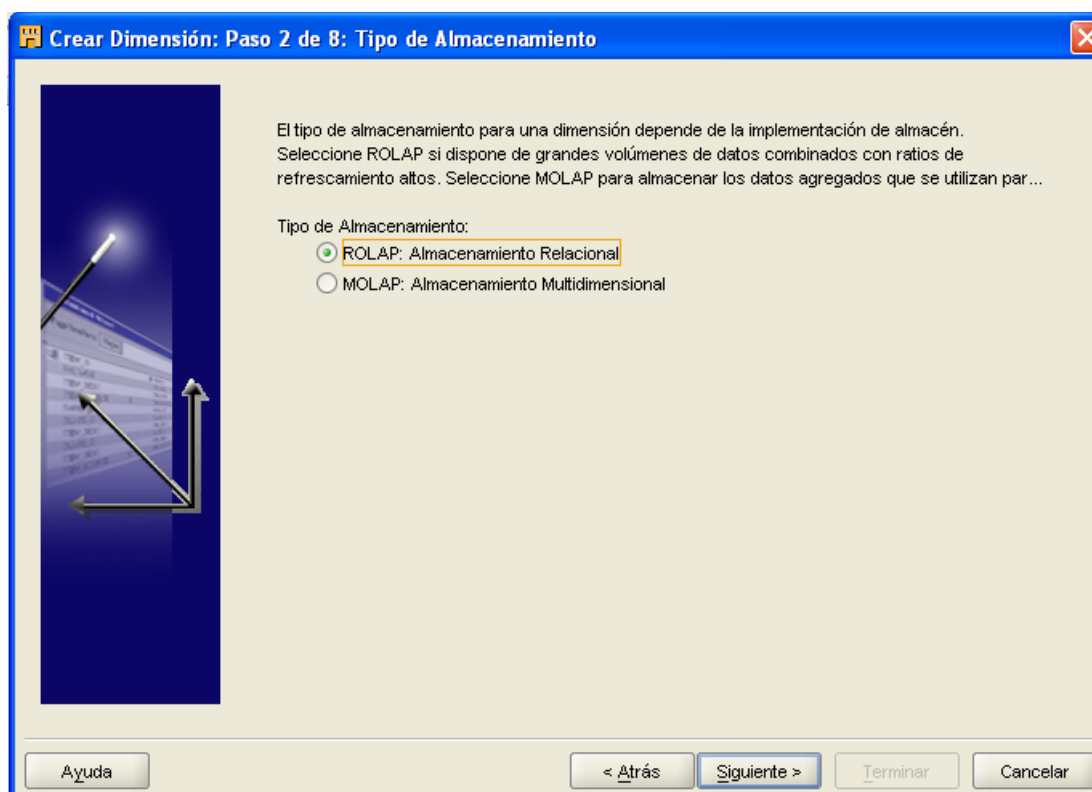 Crear Dimensión: Paso 2 de 8: Tipo de Almacenamiento
El tipo de almacenamiento para una dimensión depende de la implementación de almacén.
Seleccione ROLAP si dispone de grandes volúmenes de datos combinados con ratios de
refrescamiento altos. Seleccione MOLAP para almacenar los datos agregados que se utilizan par...
Tipo de Almacenamiento:
ROLAP: Almacenamiento Relacional
MOLAP: Almacenamiento Multidimensional
Ayuda
< Atrás
Siguiente >
Terminar
Cancelar